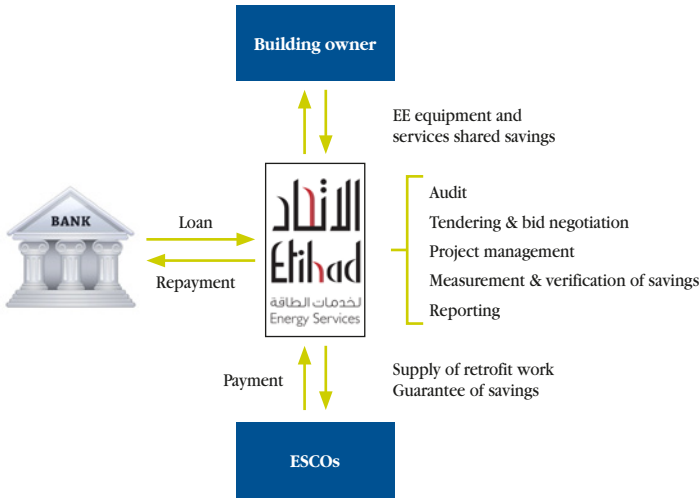 Building owner
EE equipment and
services shared savings
BANK
Loan
Repayment
الاتحاد
Etihad
لخدمات الطاقة
Energy Services
Audit
Tendering & bid negotiation
Project management
Measurement & verification of savings
Reporting
Payment
Supply of retrofit work
Guarantee of savings
ESCOs